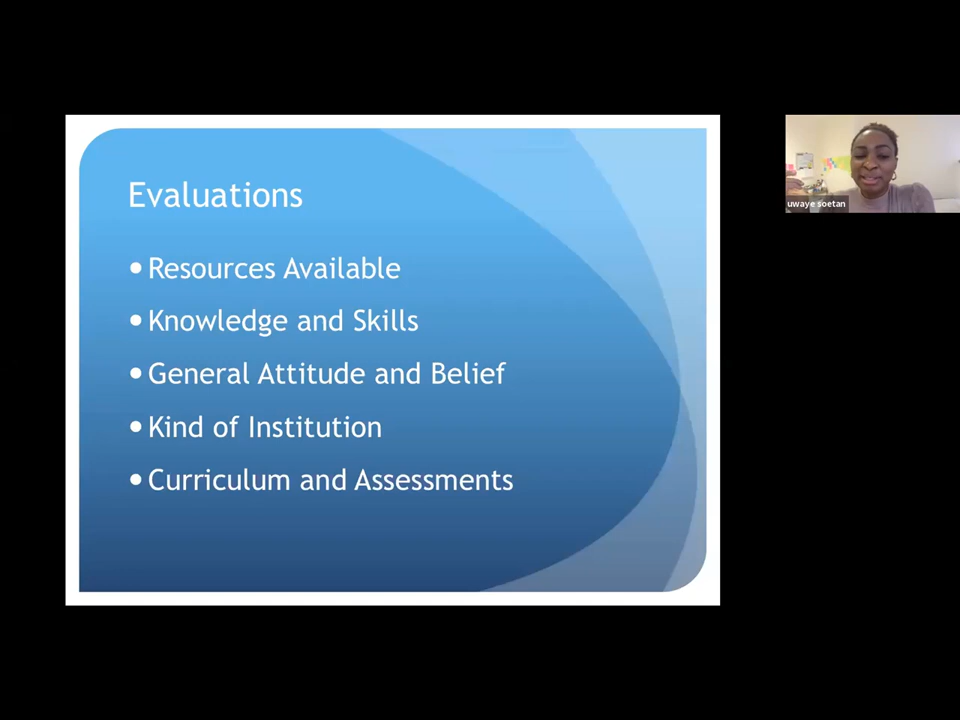 Evaluations
Resources Available
Knowledge and Skills
General Attitude and Belief
Kind of Institution
Curriculum and Assessments
uwaye soetan